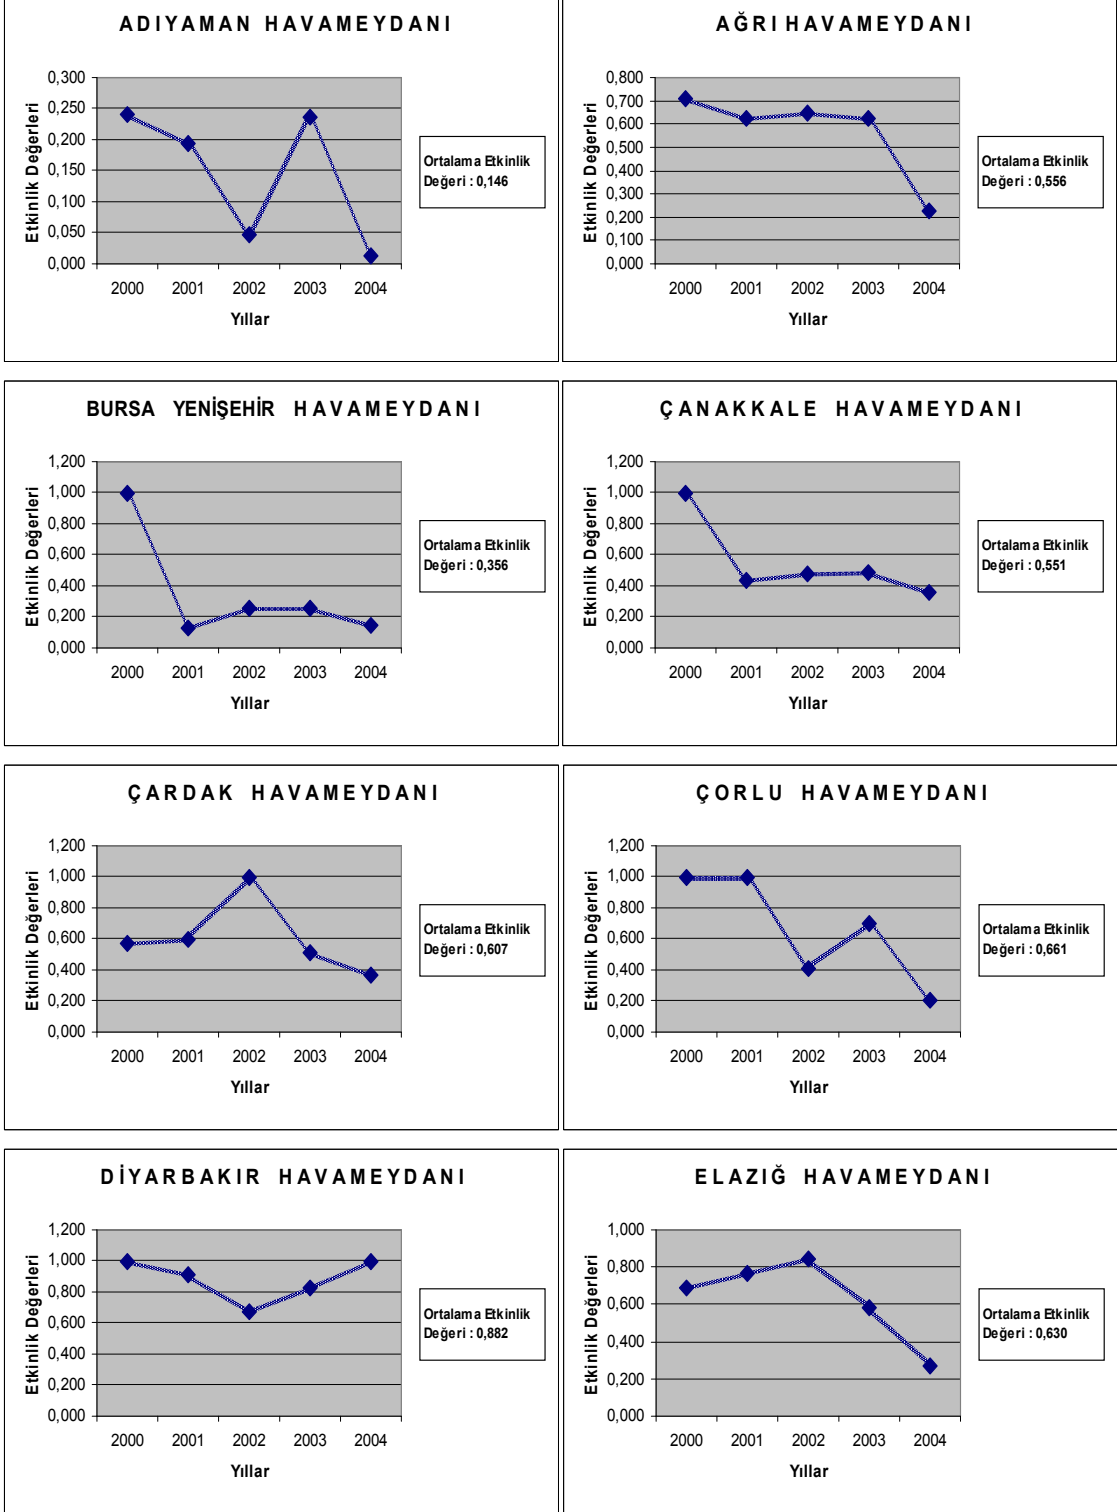 ADIYAMAN HAVAMEYDANI
Etkinlik Değerleri
0,300
0,250
0,200
0,150
0,100
0,050
0,000
2000 2001 2002 2003 2004
Yıllar
Ortalama Etkinlik
Değeri : 0,146
AĞRI HAVAMEYDANI
Etkinlik Değerleri
0,800
0,700
0,600
0,500
0,400
0,300
0,200
0,100
0,000
2000 2001 2002 2003 2004
Yıllar
Ortalama Etkinlik
Değeri : 0,556
BURSA YENİŞEHİR HAVAMEYDANI
Etkinlik Değerleri
1,200
1,000
0,800
0,600
0,400
0,200
0,000
2000 2001 2002 2003 2004
Yıllar
Ortalama Etkinlik
Değeri : 0,356
ÇANAKKALE HAVAMEYDANI
Etkinlik Değerleri
1,200
1,000
0,800
0,600
0,400
0,200
0,000
2000 2001 2002 2003 2004
Yıllar
Ortalama Etkinlik
Değeri : 0,551
ÇARDAK HAVAMEYDANI
Etkinlik Değerleri
1,200
1,000
0,800
0,600
0,400
0,200
0,000
2000 2001 2002 2003 2004
Yıllar
Ortalama Etkinlik
Değeri : 0,607
ÇORLU HAVAMEYDANI
Etkinlik Değerleri
1,200
1,000
0,800
0,600
0,400
0,200
0,000
2000 2001 2002 2003 2004
Yıllar
Ortalama Etkinlik
Değeri : 0,661
DİYARBAKIR HAVAMEYDANI
Etkinlik Değerleri
1,200
1,000
0,800
0,600
0,400
0,200
0,000
2000 2001 2002 2003 2004
Yıllar
Ortalama Etkinlik
Değeri : 0,882
ELAZIĞ HAVAMEYDANI
Etkinlik Değerleri
1,000
0,800
0,600
0,400
0,200
0,000
2000 2001 2002 2003 2004
Yıllar
Ortalama Etkinlik
Değeri : 0,630